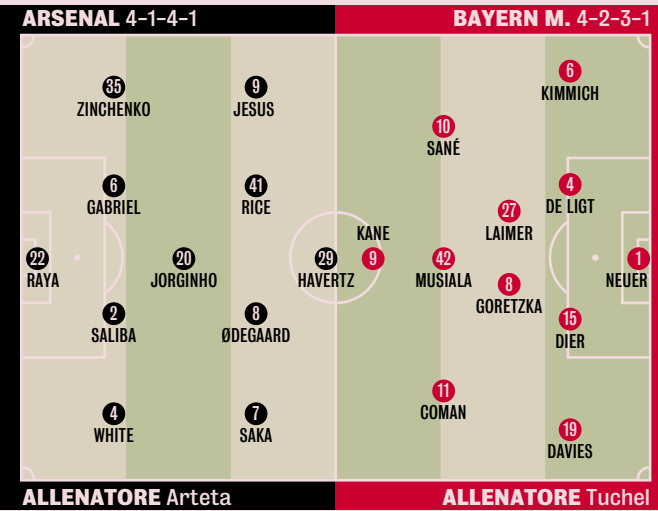 ARSENAL 4-1-4-1
BAYERN M. 4-2-3-1
35
ZINCHENKO
9
JESUS
6
GABRIEL
41
RICE
22
RAYA
20
JORGINHO
29
HAVERTZ
2
SALIBA
8
ØDEGAARD
4
WHITE
7
SAKA
6
KIMMICH
10
SANÉ
4
DE LIGT
27
LAIMER
KANE
9
42
MUSIALA
1
NEUER
8
GORETZKA
15
DIER
11
COMAN
19
DAVIES
ALLENATORE Arteta
ALLENATORE Tuchel